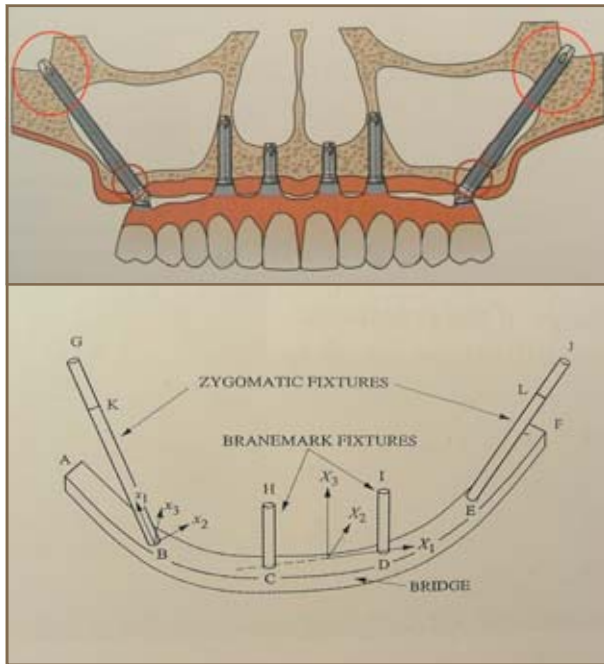 G
J
ZYGOMATIC FIXTURES
K
L
BRANEMARK FIXTURES
F
A
H
I
X3
x1
x3
x2
X2
E
X1
B
C
D
BRIDGE